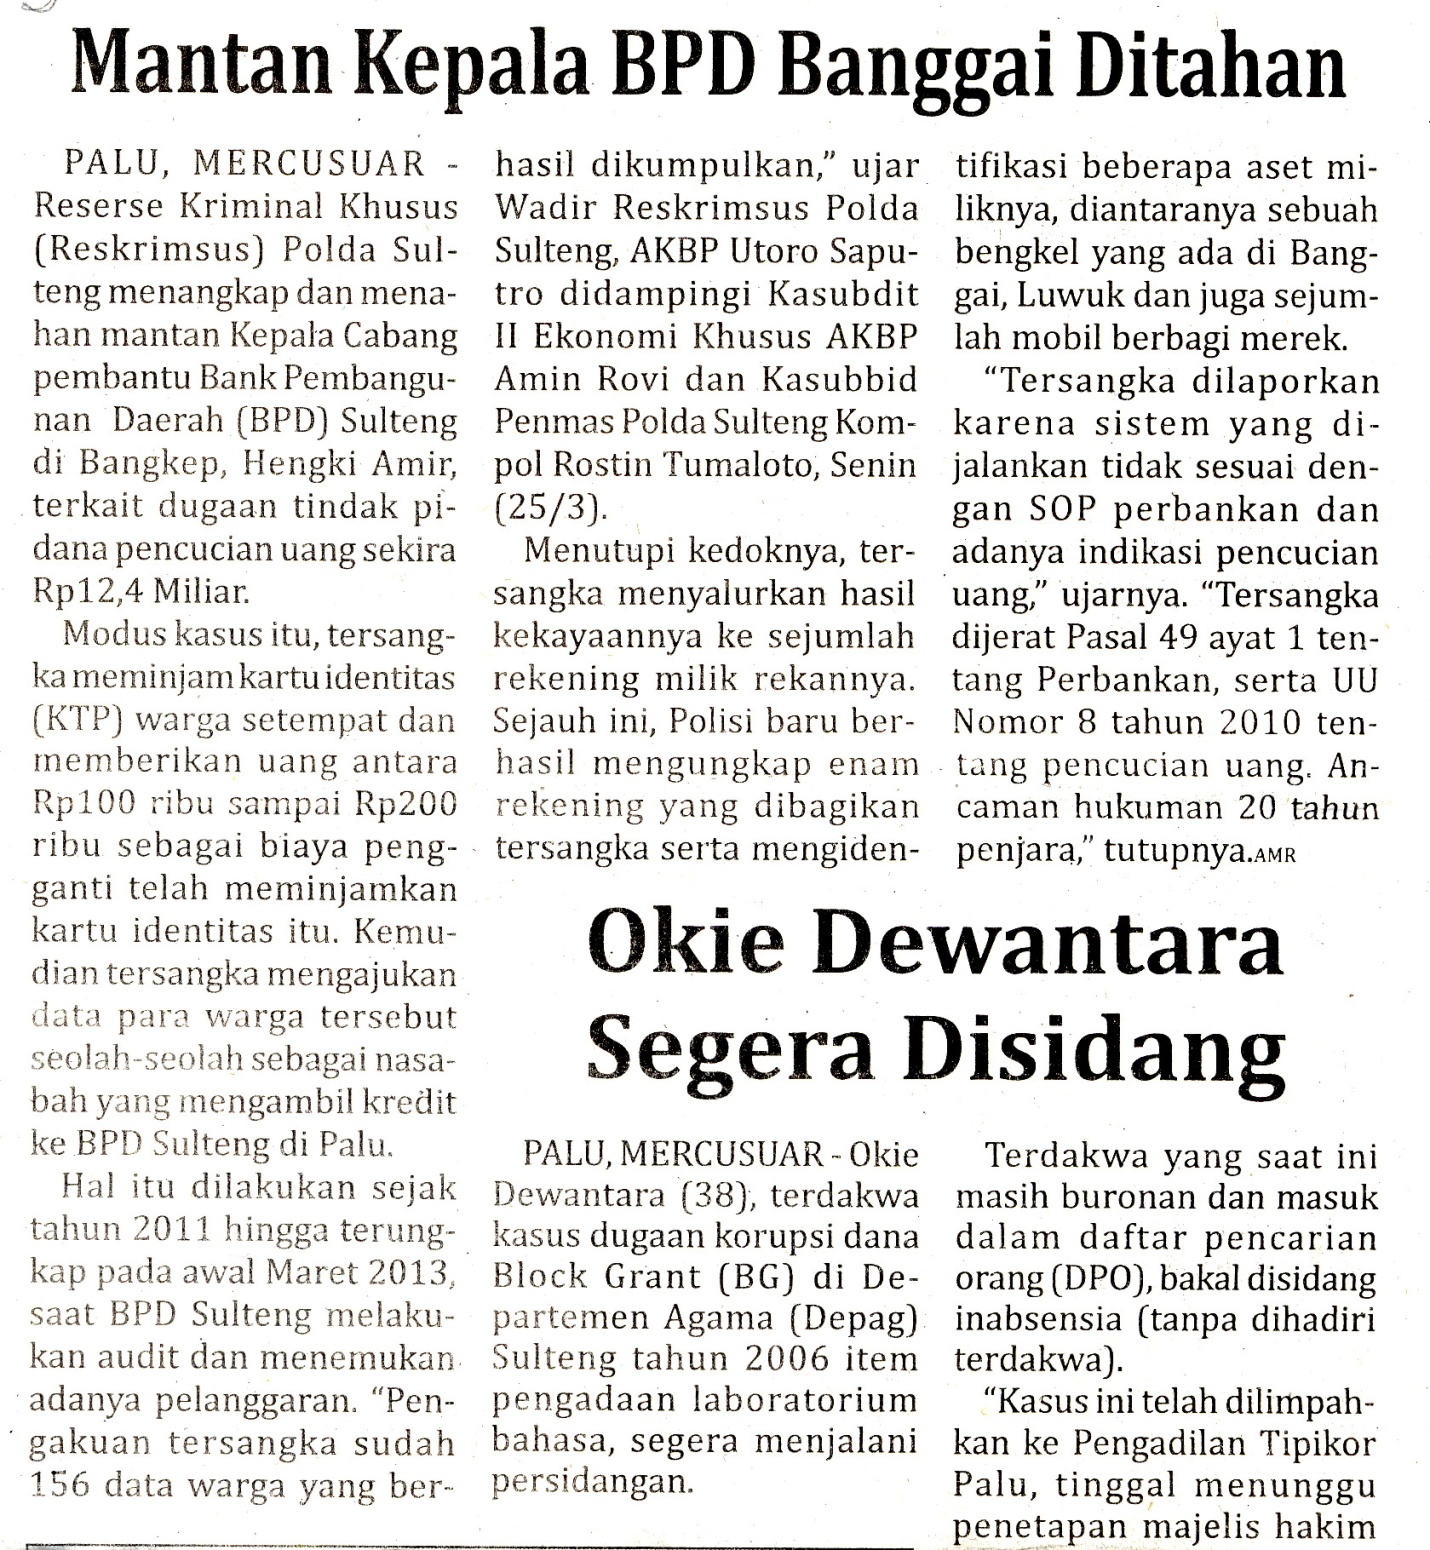 Mantan Kepala BPD Banggai Ditahan
PALU, MERCUSUAR -
Reserse Kriminal Khusus
(Reskrimsus) Polda Sul-
teng menangkap dan mena-
han mantan Kepala Cabang
pembantu Bank Pembangu-
nan Daerah (BPD) Sulteng
di Bangkep, Hengki Amir,
terkait dugaan tindak pi-
dana pencucian uang sekira
Rp12,4 Miliar.
Modus kasus itu, tersang-
ka meminjam kartu identitas
(KTP) warga setempat dan
memberikan uang antara
Rp100 ribu sampai Rp200
ribu sebagai biaya peng-
ganti telah meminjamkan
kartu identitas itu. Kemu-
dian tersangka mengajukan
data para warga tersebut
seolah-seolah sebagai nasa-
bah yang mengambil kredit
ke BPD Sulteng di Palu.
Hal itu dilakukan sejak
tahun 2011 hingga terung-
kap pada awal Maret 2013,
saat BPD Sulteng melaku-
kan audit dan menemukan
adanya pelanggaran. “Pen-
gakuan tersangka sudah
156 data warga yang ber-
hasil dikumpulkan,” ujar
Wadir Reskrimsus Polda
Sulteng, AKBP Utoro Sapu-
tro didampingi Kasubdit
II Ekonomi Khusus AKBP
Amin Rovi dan Kasubbid
Penmas Polda Sulteng Kom-
pol Rostin Tumaloto, Senin
(25/3).
Menutupi kedoknya, ter-
sangka menyalurkan hasil
kekayaannya ke sejumlah
rekening milik rekannya.
Sejauh ini, Polisi baru ber-
hasil mengungkap enam
rekening yang dibagikan
tersangka serta mengiden-
tifikasi beberapa aset mi-
liknya, diantaranya sebuah
bengkel yang ada di Bang-
gai, Luwuk dan juga sejum-
lah mobil berbagi merek.
“Tersangka dilaporkan
karena sistem yang di-
jalankan tidak sesuai den-
gan SOP perbankan dan
adanya indikasi pencucian
uang,” ujarnya. “Tersangka
dijerat Pasal 49 ayat 1 ten-
tang Perbankan, serta UU
Nomor 8 tahun 2010 ten-
tang pencucian uang. An-
caman hukuman 20 tahun
penjara,” tutupnya.AMR
Okie Dewantara
Segera Disidang
PALU, MERCUSUAR - Okie
Dewantara (38), terdakwa
kasus dugaan korupsi dana
Block Grant (BG) di De-
partemen Agama (Depag)
Sulteng tahun 2006 item
pengadaan laboratorium
bahasa, segera menjalani
persidangan.
Terdakwa yang saat ini
masih buronan dan masuk
dalam daftar pencarian
orang (DPO), bakal disidang
inabsensia (tanpa dihadiri
terdakwa).
“Kasus ini telah dilimpah-
kan ke Pengadilan Tipikor
Palu, tinggal menunggu
penetapan majelis hakim